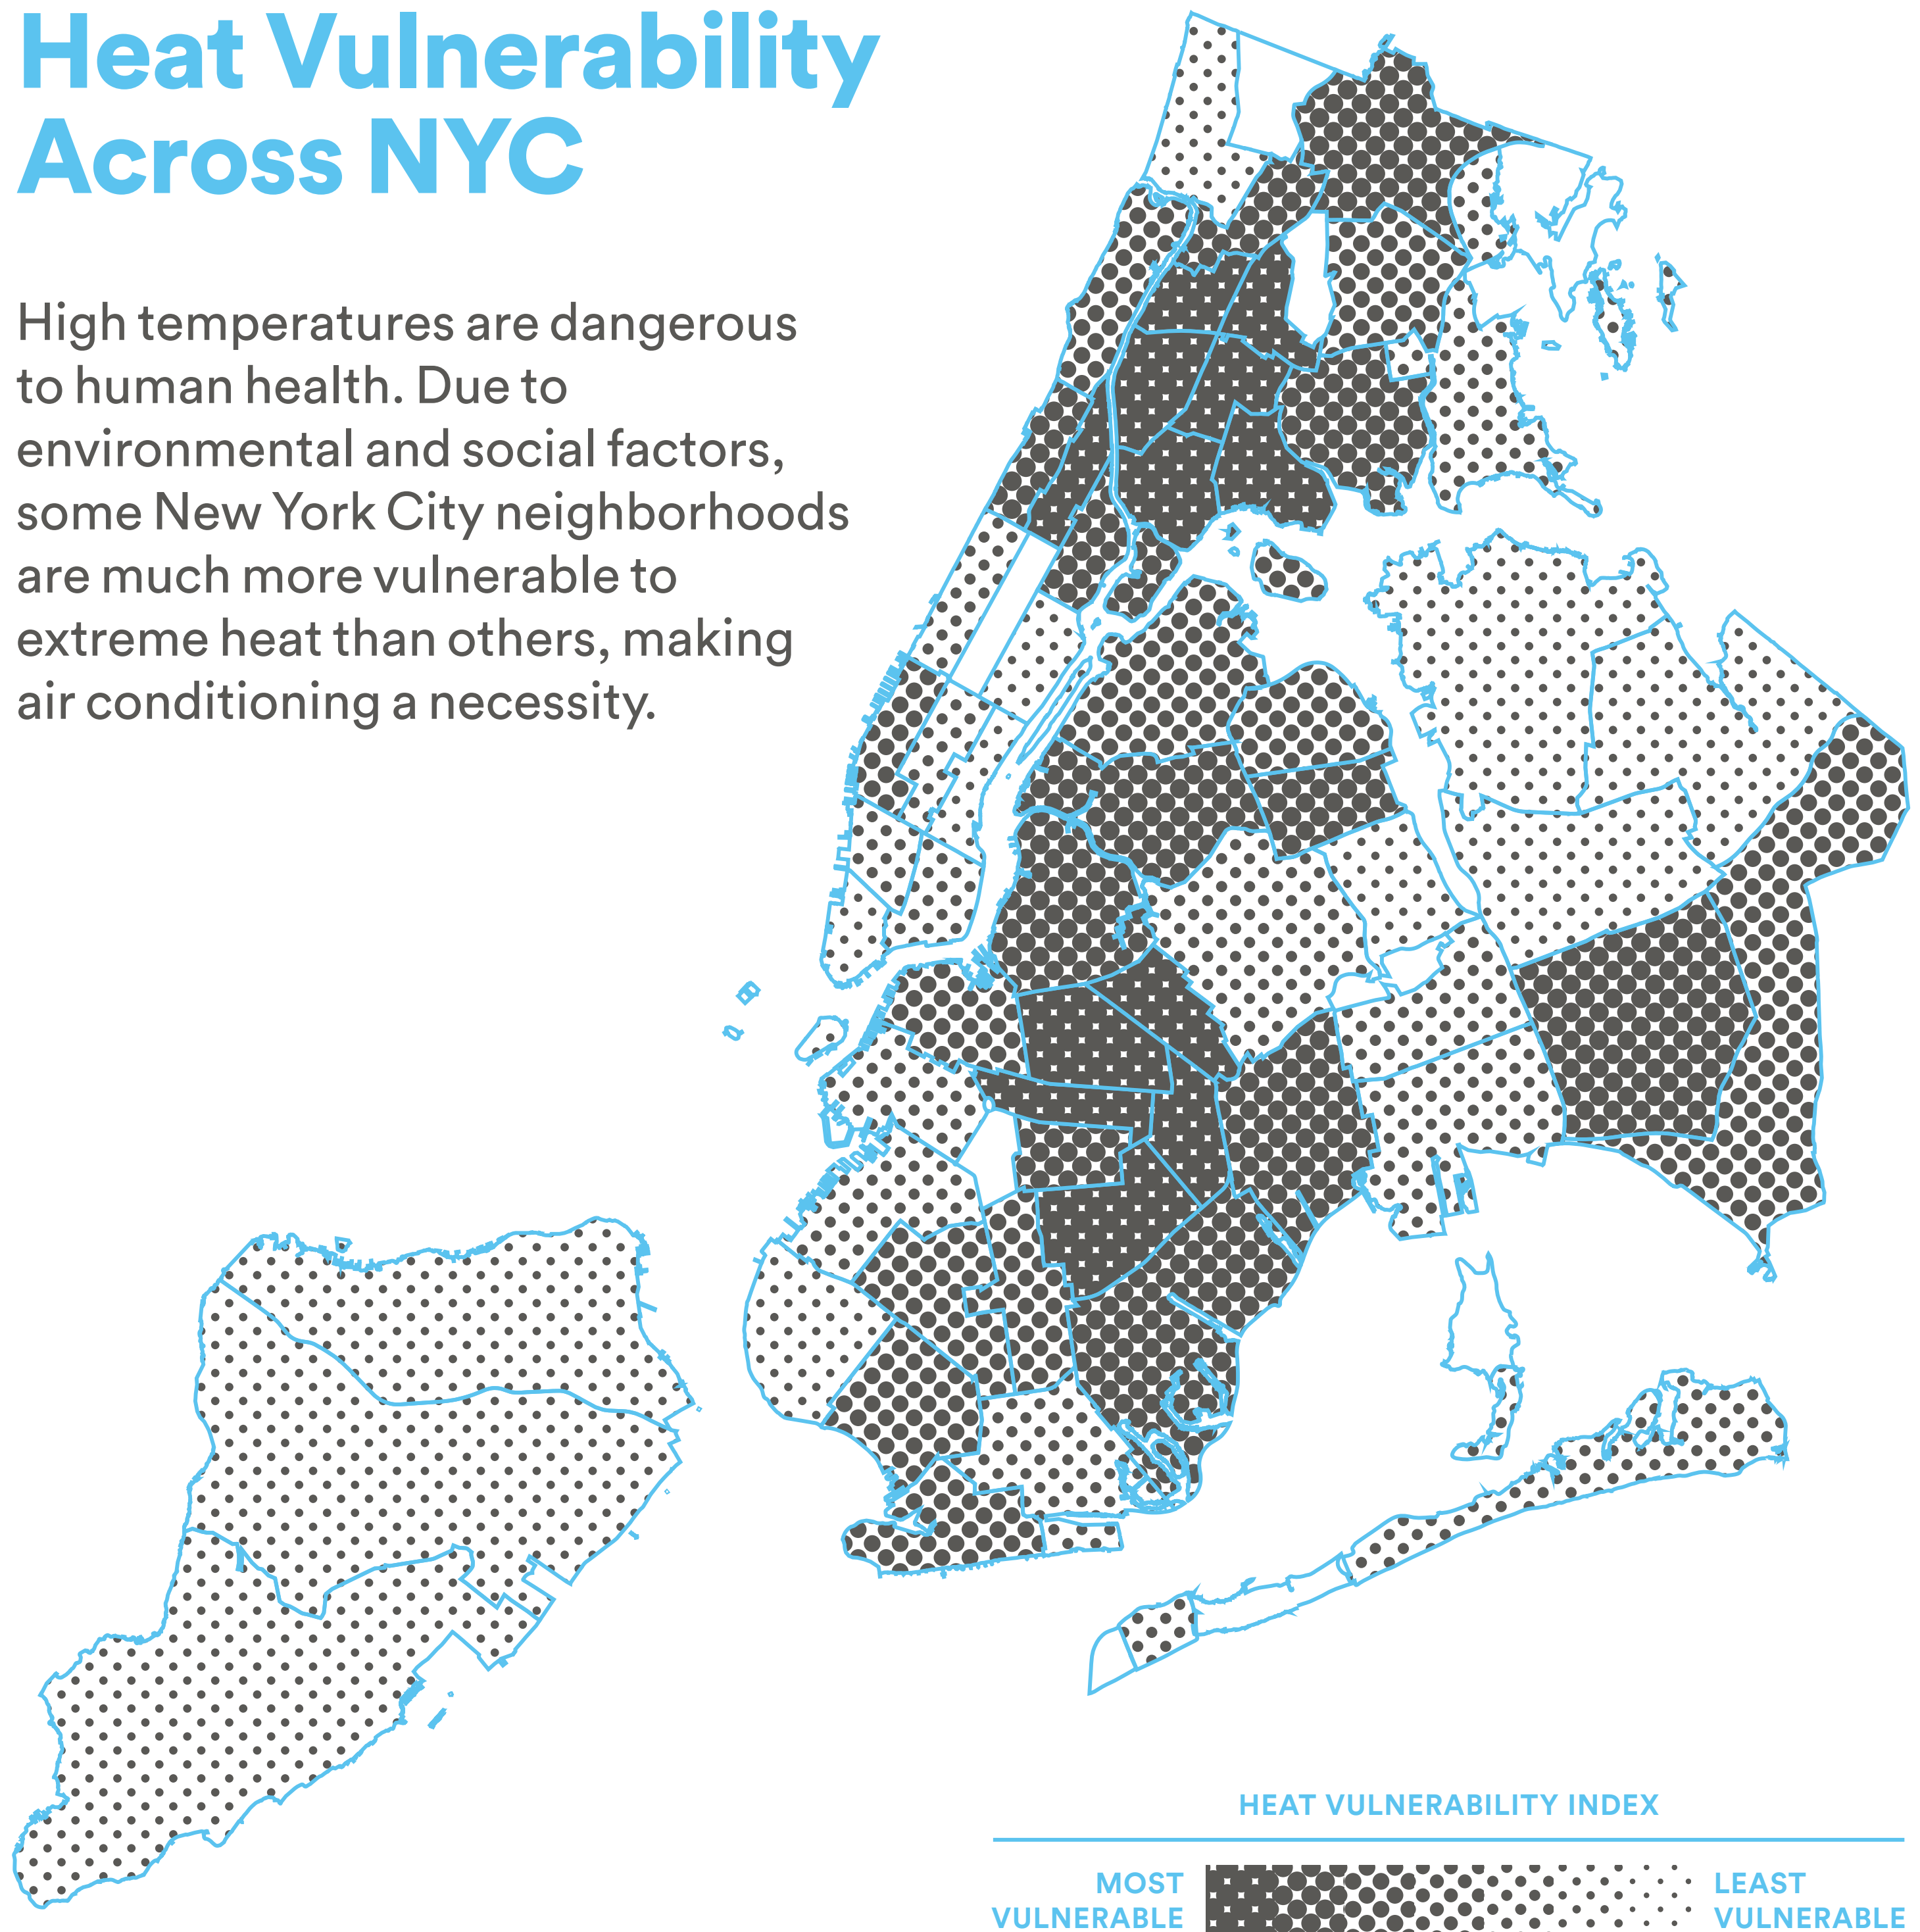 Heat Vulnerability
Across NYC
High temperatures are dangerous
to human health. Due to
environmental and social factors,
some New York City neighborhoods
are much more vulnerable to
extreme heat than others, making
air conditioning a necessity.
HEAT VULNERABILITY INDEX
MOST
VULNERABLE
LEAST
VULNERABLE